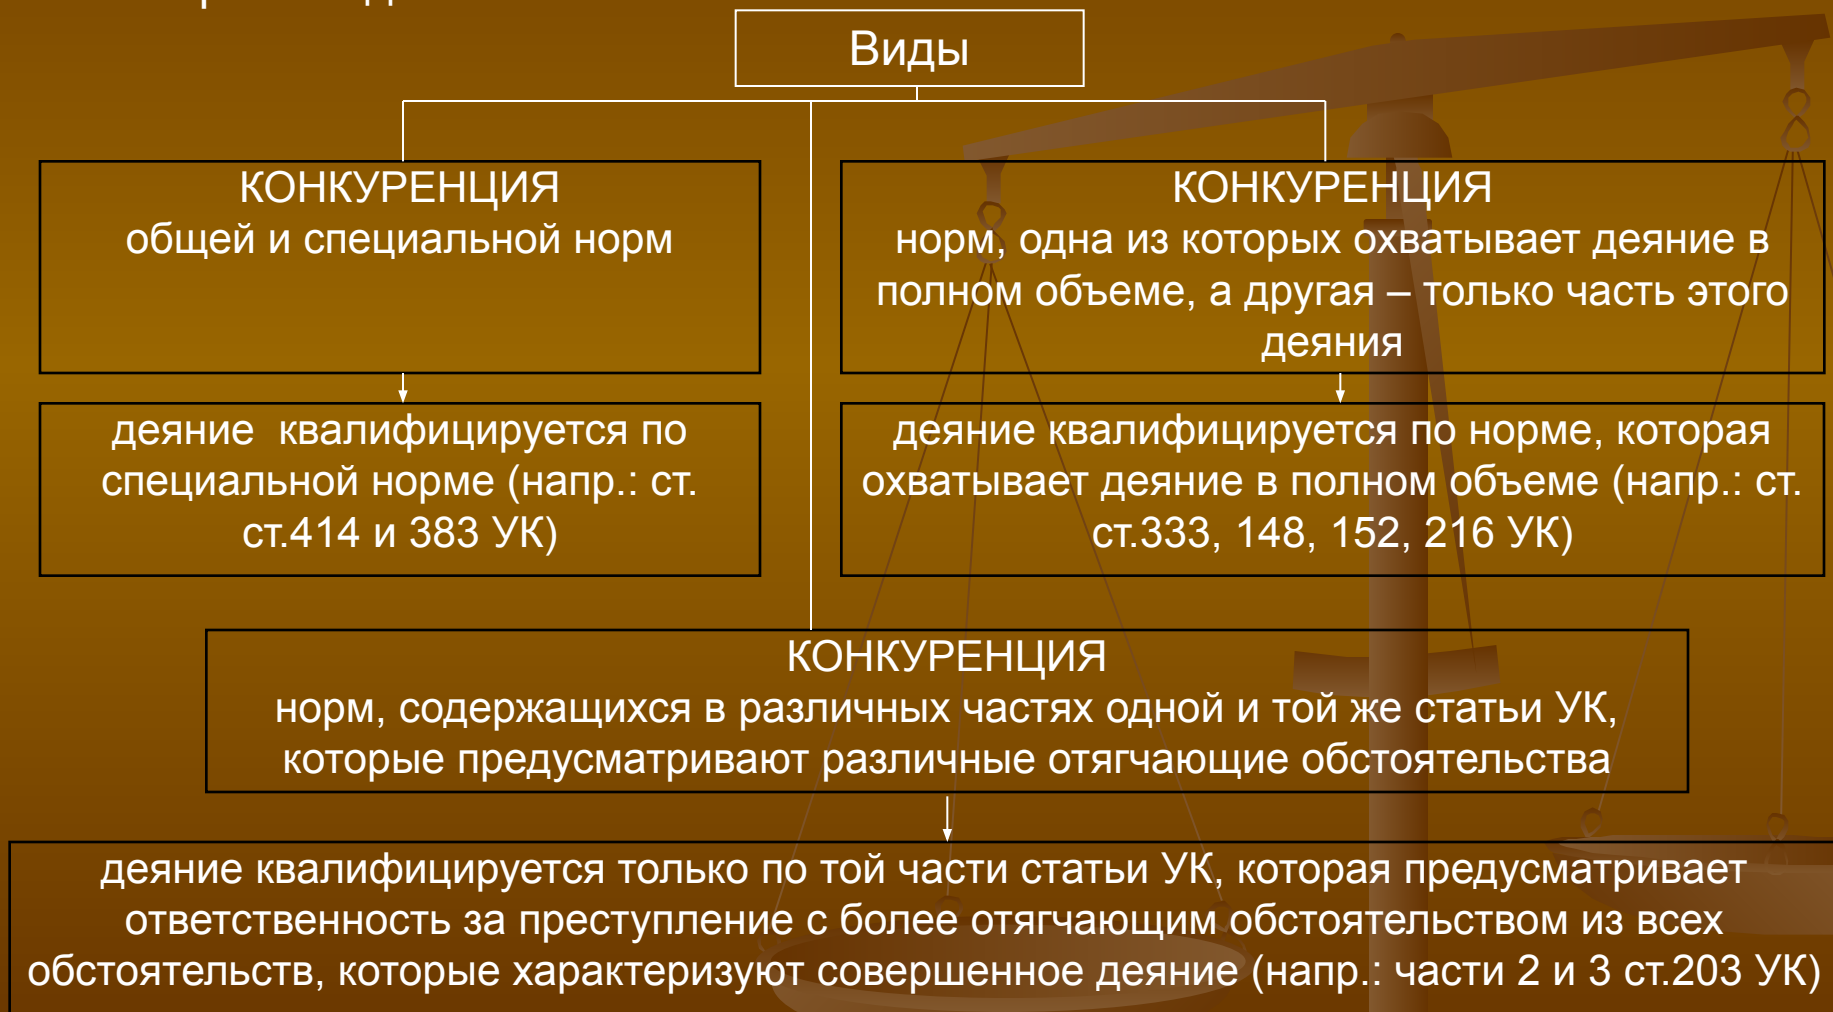 Виды
КОНКУРЕНЦИЯ
общей и специальной норм
КОНКУРЕНЦИЯ
норм, одна из которых охватывает деяние в
полном объеме, а другая – только часть этого
деяния
деяние квалифицируется по
специальной норме (напр.: ст.
ст.414 и 383 УК)
деяние квалифицируется по норме, которая
охватывает деяние в полном объеме (напр.: ст.
ст.333, 148, 152, 216 УК)
КОНКУРЕНЦИЯ
норм, содержащихся в различных частях одной и той же статьи УК,
которые предусматривают различные отягчающие обстоятельства
деяние квалифицируется только по той части статьи УК, которая предусматривает
ответственность за преступление с более отягчающим обстоятельством из всех
обстоятельств, которые характеризуют совершенное деяние (напр.: части 2 и 3 ст.203 УК)